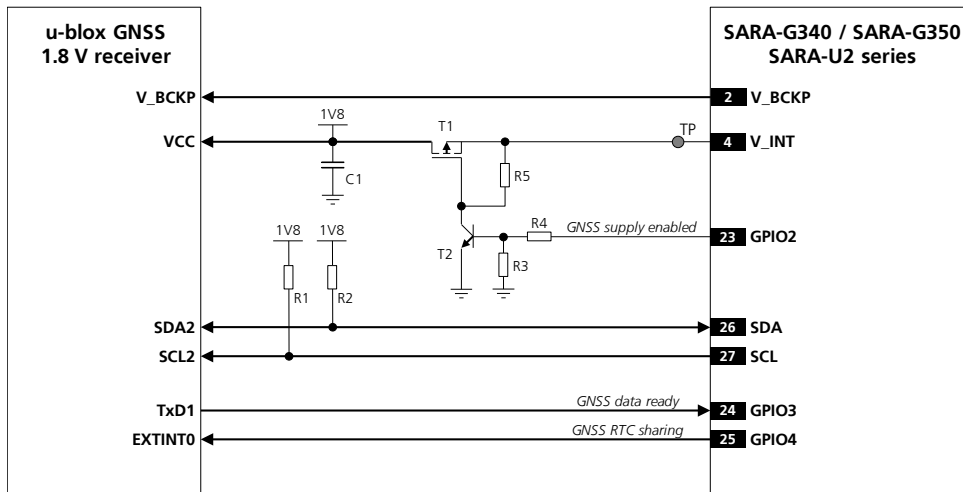 u-blox GNSS
1.8 V receiver
SARA-G340 / SARA-G350
SARA-U2 series
V_BCKP
2 V_BCKP
1V8
T1
TP
VCC
4 V_INT
C1
R5
R4
GNSS supply enabled
23 GPIO2
1V8
1V8
T2
R3
R1
R2
SDA2
26 SDA
SCL2
27 SCL
TxD1
GNSS data ready
24 GPIO3
EXTINT0
GNSS RTC sharing
25 GPIO4